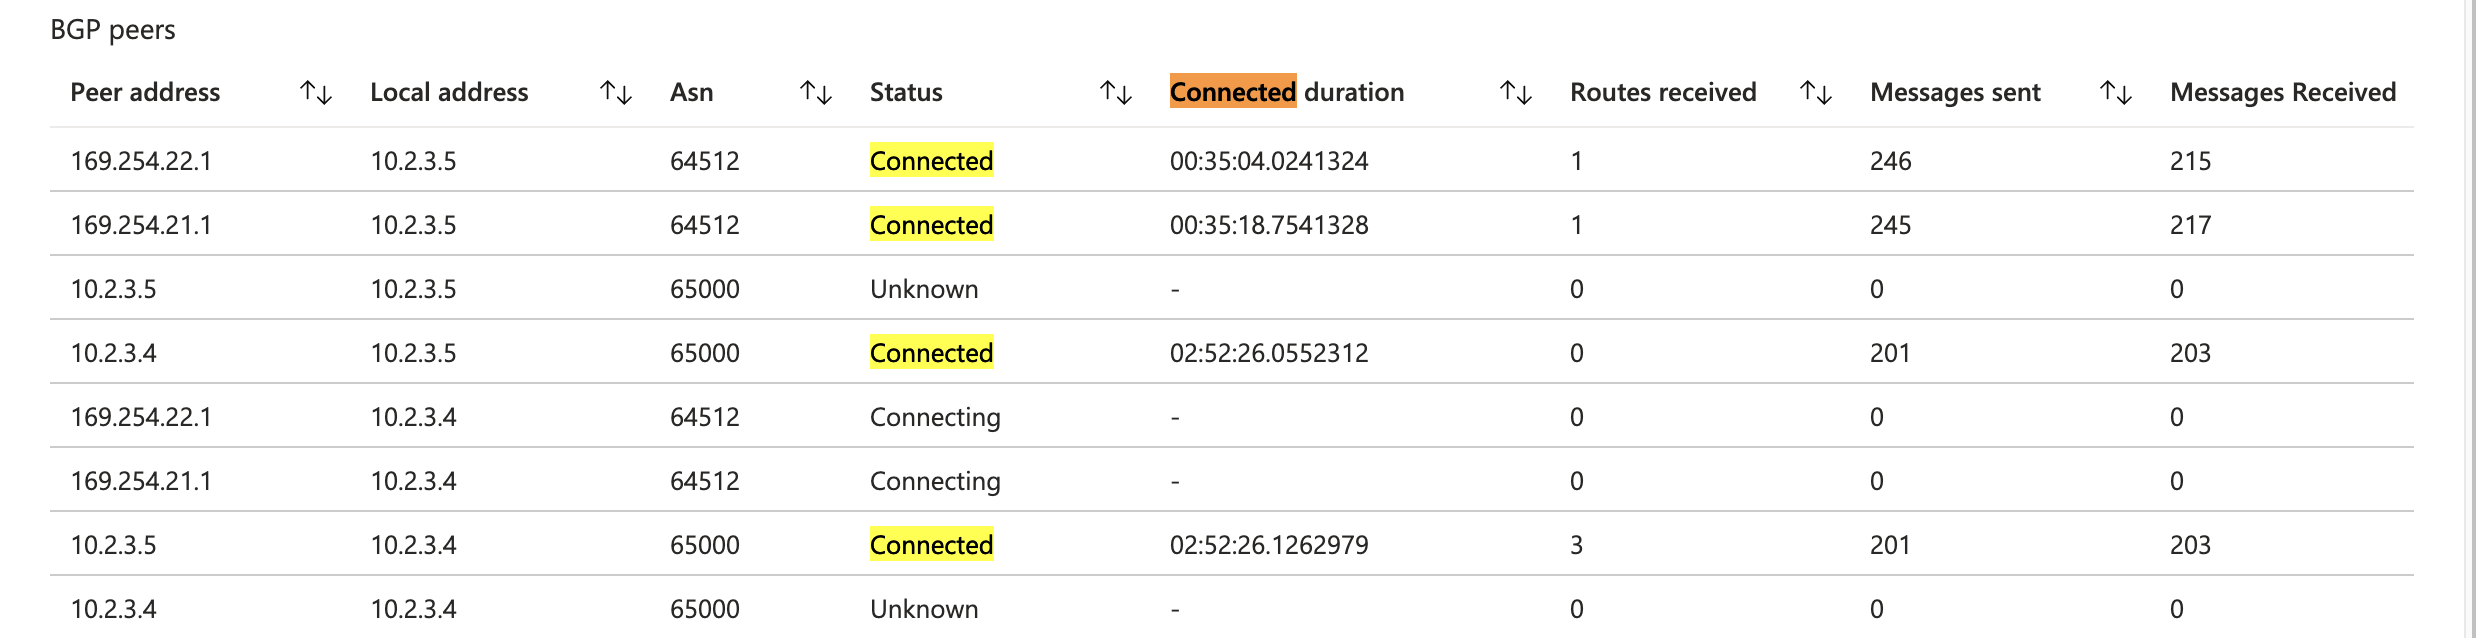 BGP peers
Peer address ↑↓ Local address ↑↓ Asn ↑↓ Status ↑↓ Connected duration ↑↓ Routes received ↑↓ Messages sent ↑↓ Messages Received
169.254.22.1 10.2.3.5 64512 Connected 00:35:04.0241324 1 246 215
169.254.21.1 10.2.3.5 64512 Connected 00:35:18.7541328 1 245 217
10.2.3.5 10.2.3.5 65000 Unknown - 0 0 0
10.2.3.4 10.2.3.5 65000 Connected 02:52:26.0552312 0 201 203
169.254.22.1 10.2.3.4 64512 Connecting - 0 0 0
169.254.21.1 10.2.3.4 64512 Connecting - 0 0 0
10.2.3.5 10.2.3.4 65000 Connected 02:52:26.1262979 3 201 203
10.2.3.4 10.2.3.4 65000 Unknown - 0 0 0